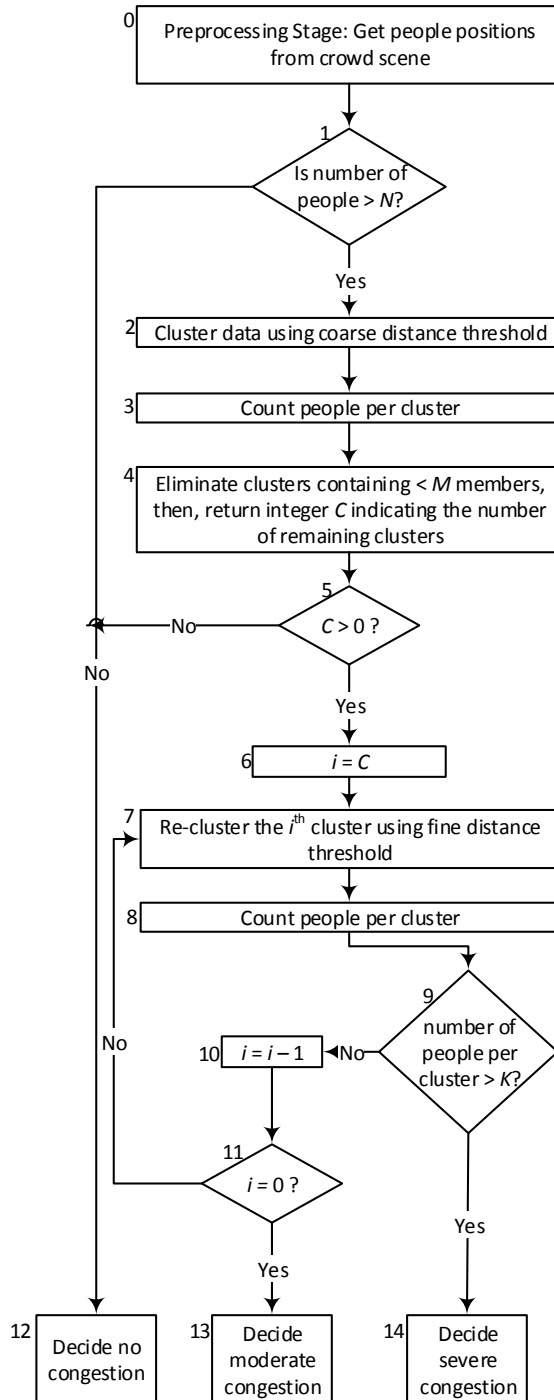 0
Preprocessing Stage: Get people positions
from crowd scene
1
Is number of
people > N?
Yes
2
Cluster data using coarse distance threshold
3
Count people per cluster
4
Eliminate clusters containing < M members,
then, return integer C indicating the number
of remaining clusters
5
C > 0 ?
No
No
Yes
6
i = C
7
Re-cluster the ith cluster using fine distance
threshold
8
Count people per cluster
9
number of
people per
cluster > K?
No
10
i = i – 1
No
11
i = 0 ?
Yes
Yes
12
Decide no
congestion
13
Decide
moderate
congestion
14
Decide
severe
congestion